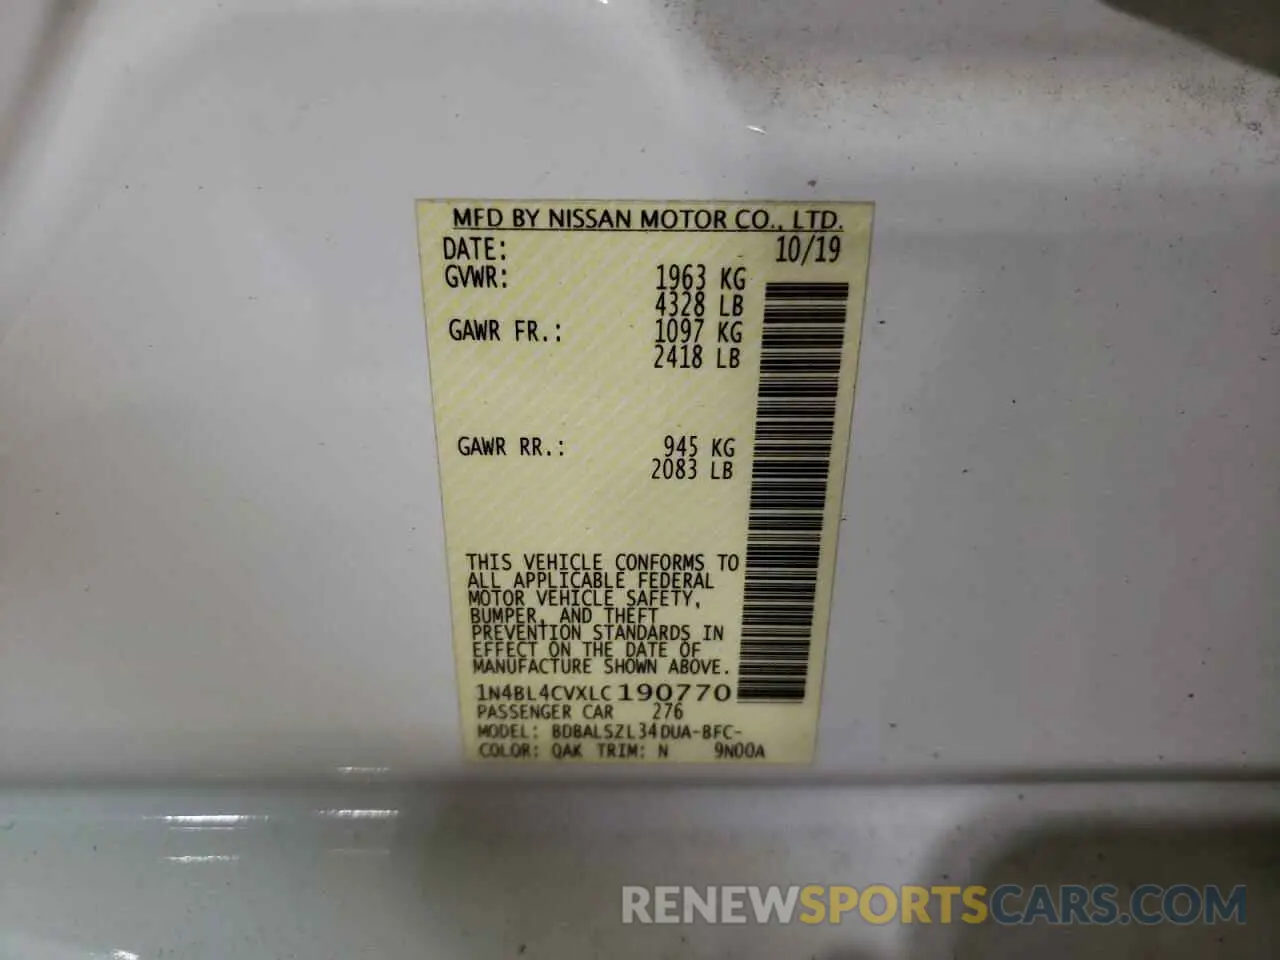 MFD BY NISSAN MOTOR CO., LTD.
DATE: 10/19
GVWR: 1963 KG
4328 LB
GAWR FR.: 1097 KG
2418 LB
GAWR RR.: 945 KG
2083 LB
THIS VEHICLE CONFORMS TO
ALL APPLICABLE FEDERAL
MOTOR VEHICLE SAFETY,
BUMPER, AND THEFT
PREVENTION STANDARDS IN
EFFECT ON THE DATE OF
MANUFACTURE SHOWN ABOVE.
1N4BL4CVXLC190770
PASSENGER CAR 276
MODEL: BDBALSZL34DUA-BFC-
COLOR: QAK TRIM: N 9N00A
RENEWSPORTSCARS.COM